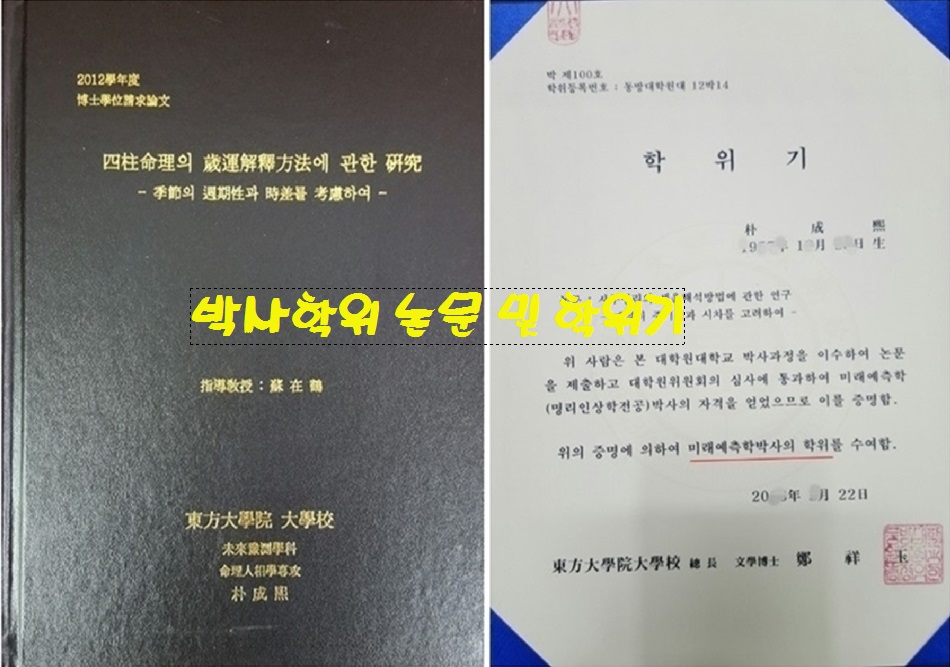 2012學年度
博士學位請求論文
四柱命理의 歲運解釋方法에 관한 硏究
- 季節의 週期性과 時差를 考慮하여 -
指導敎授 : 蘇在鶴
東方大學院 大學校
未來豫測學科
命理人相學專攻
朴成熙
박사학위 논문 및 학위기
박 제100호
학위등록번호 : 동방대학원대 12박14
학 위 기
朴 成 熙
月 日 生
해석방법에 관한 연구
과 시차를 고려하여 -
위 사람은 본 대학원대학교 박사과정을 이수하여 논문
을 제출하고 대학원위원회의 심사에 통과하여 미래예측학
(명리인상학전공)박사의 자격을 얻었으므로 이를 증명함.
위의 증명에 의하여 미래예측학박사의 학위를 수여함.
20 年 月 22日
東方大學院大學校 總長 文學博士 鄭 祥 玉